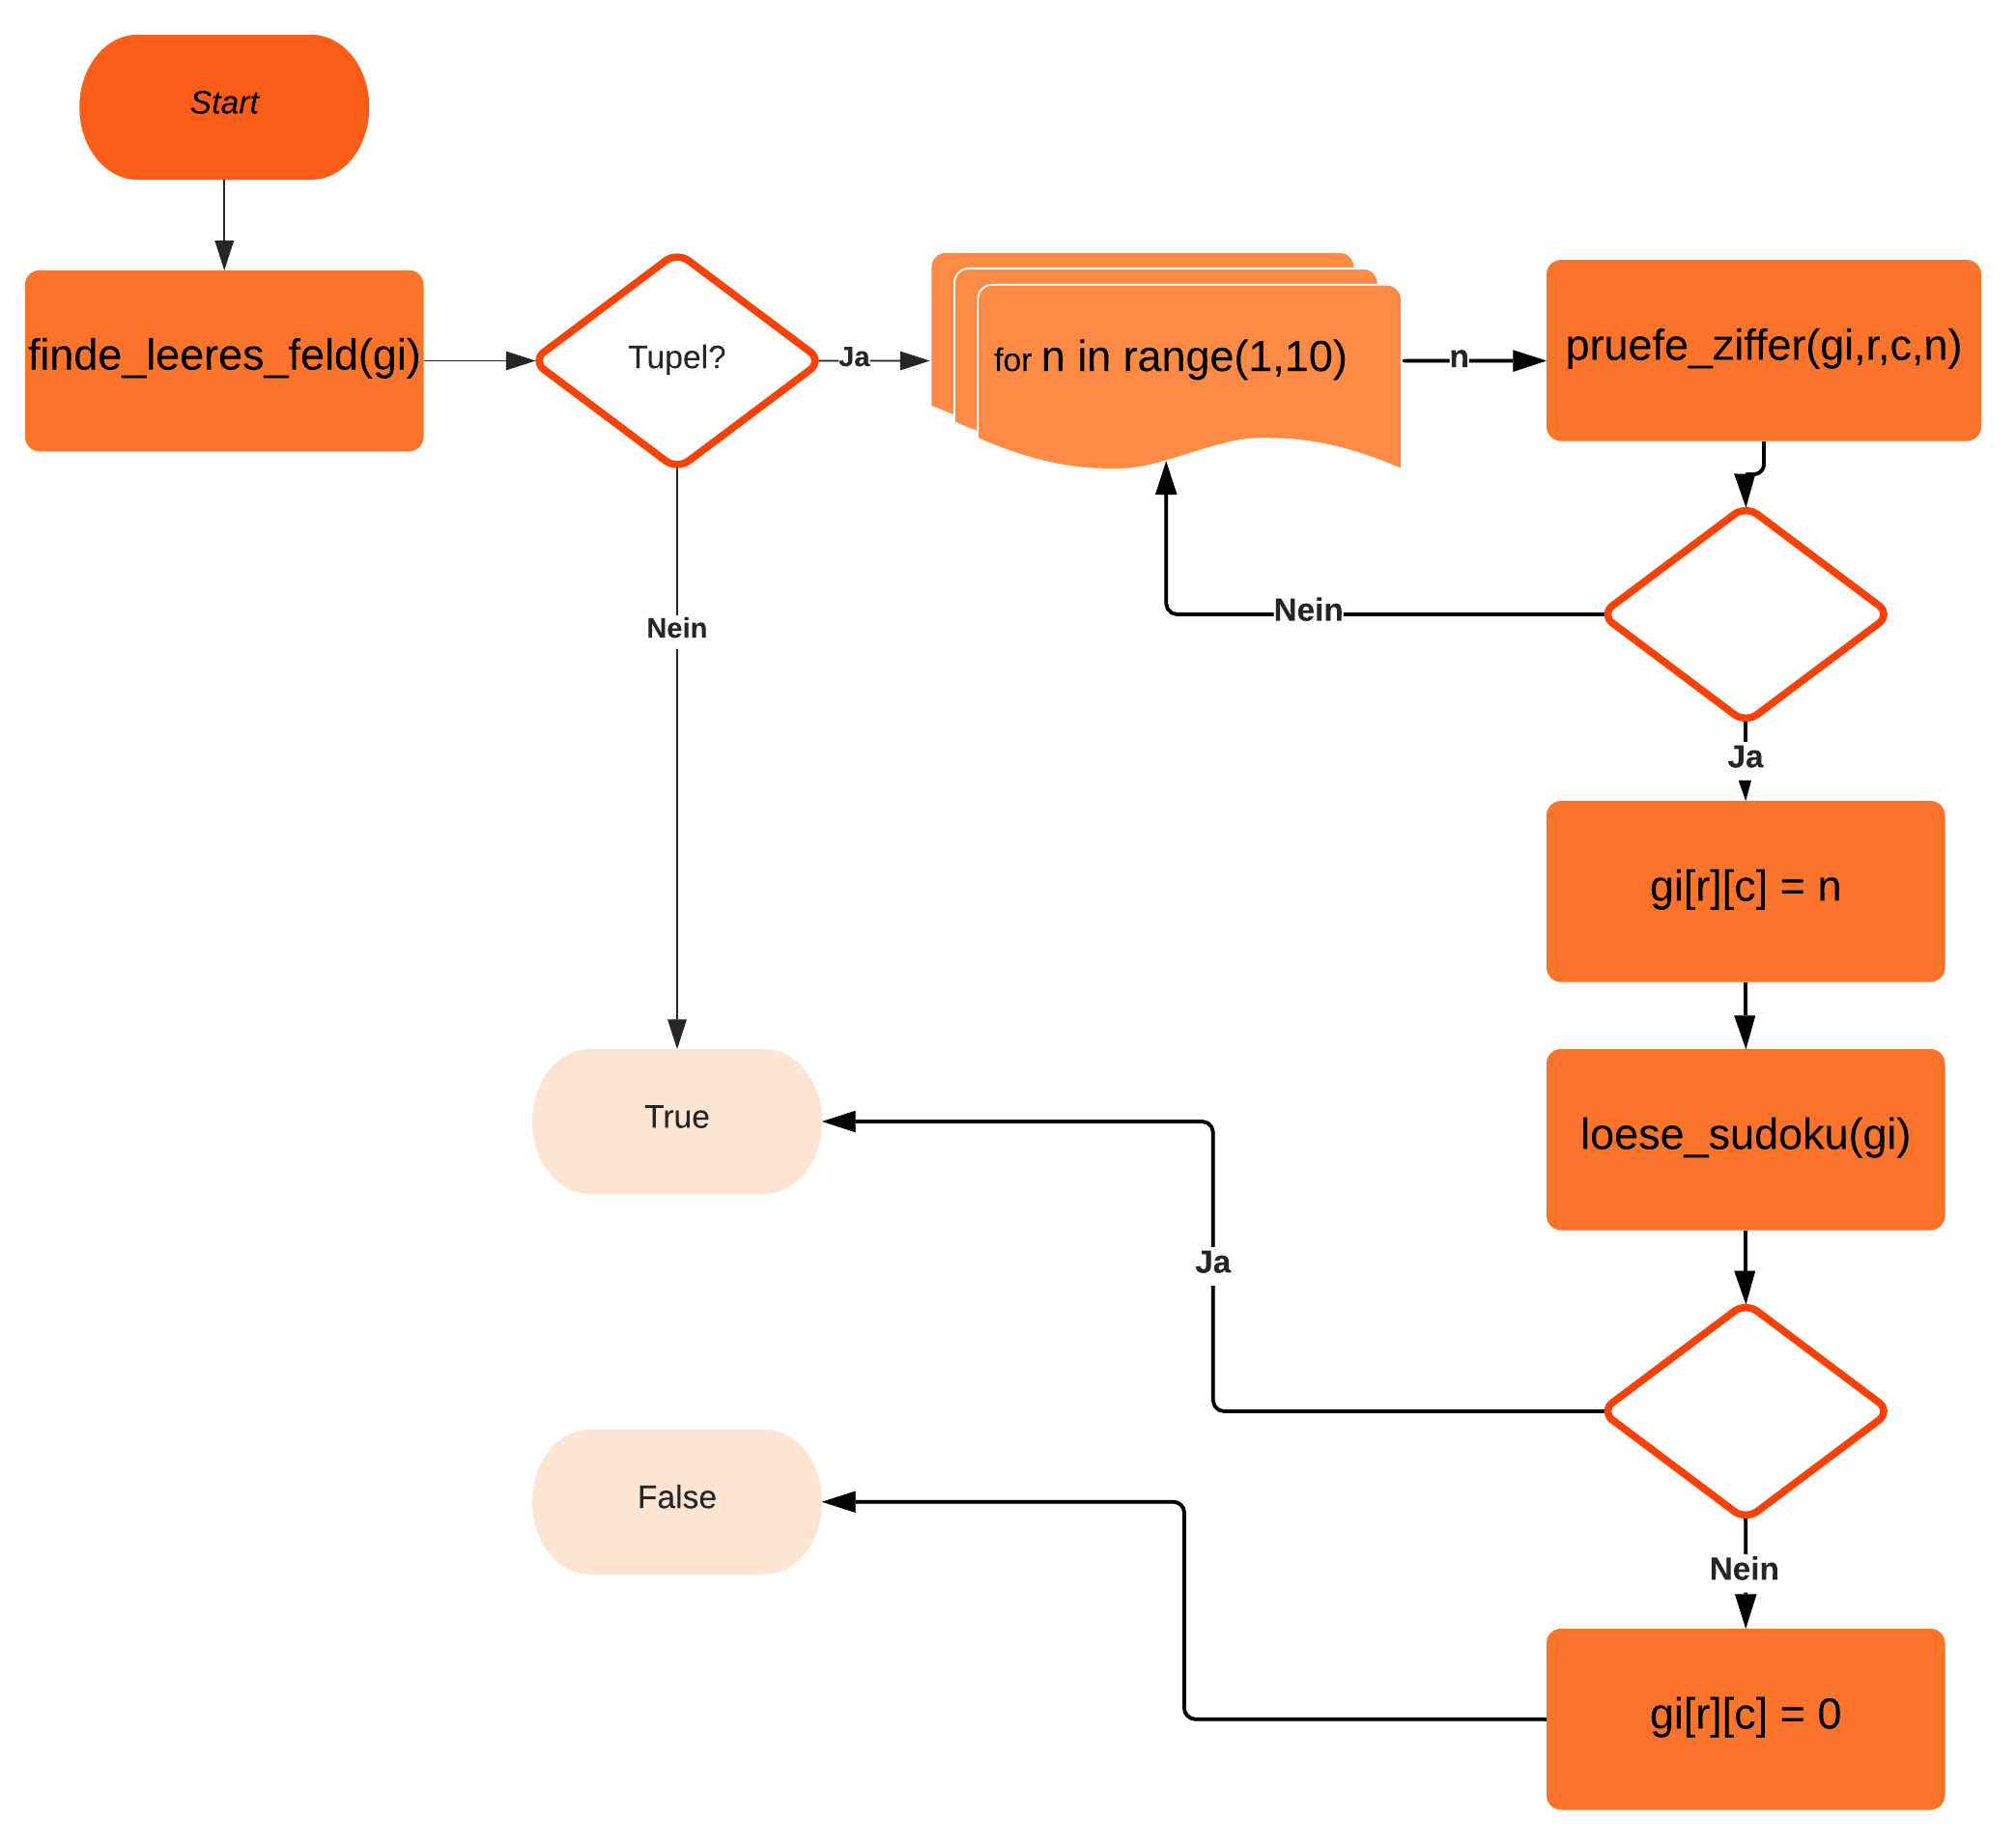 Start
finde_leeres_feld(gi)
Tupel?
Ja
for n in range(1,10)
n
pruefe_ziffer(gi,r,c,n)
Nein
Nein
Ja
gi[r][c] = n
True
loese_sudoku(gi)
Ja
False
Nein
gi[r][c] = 0